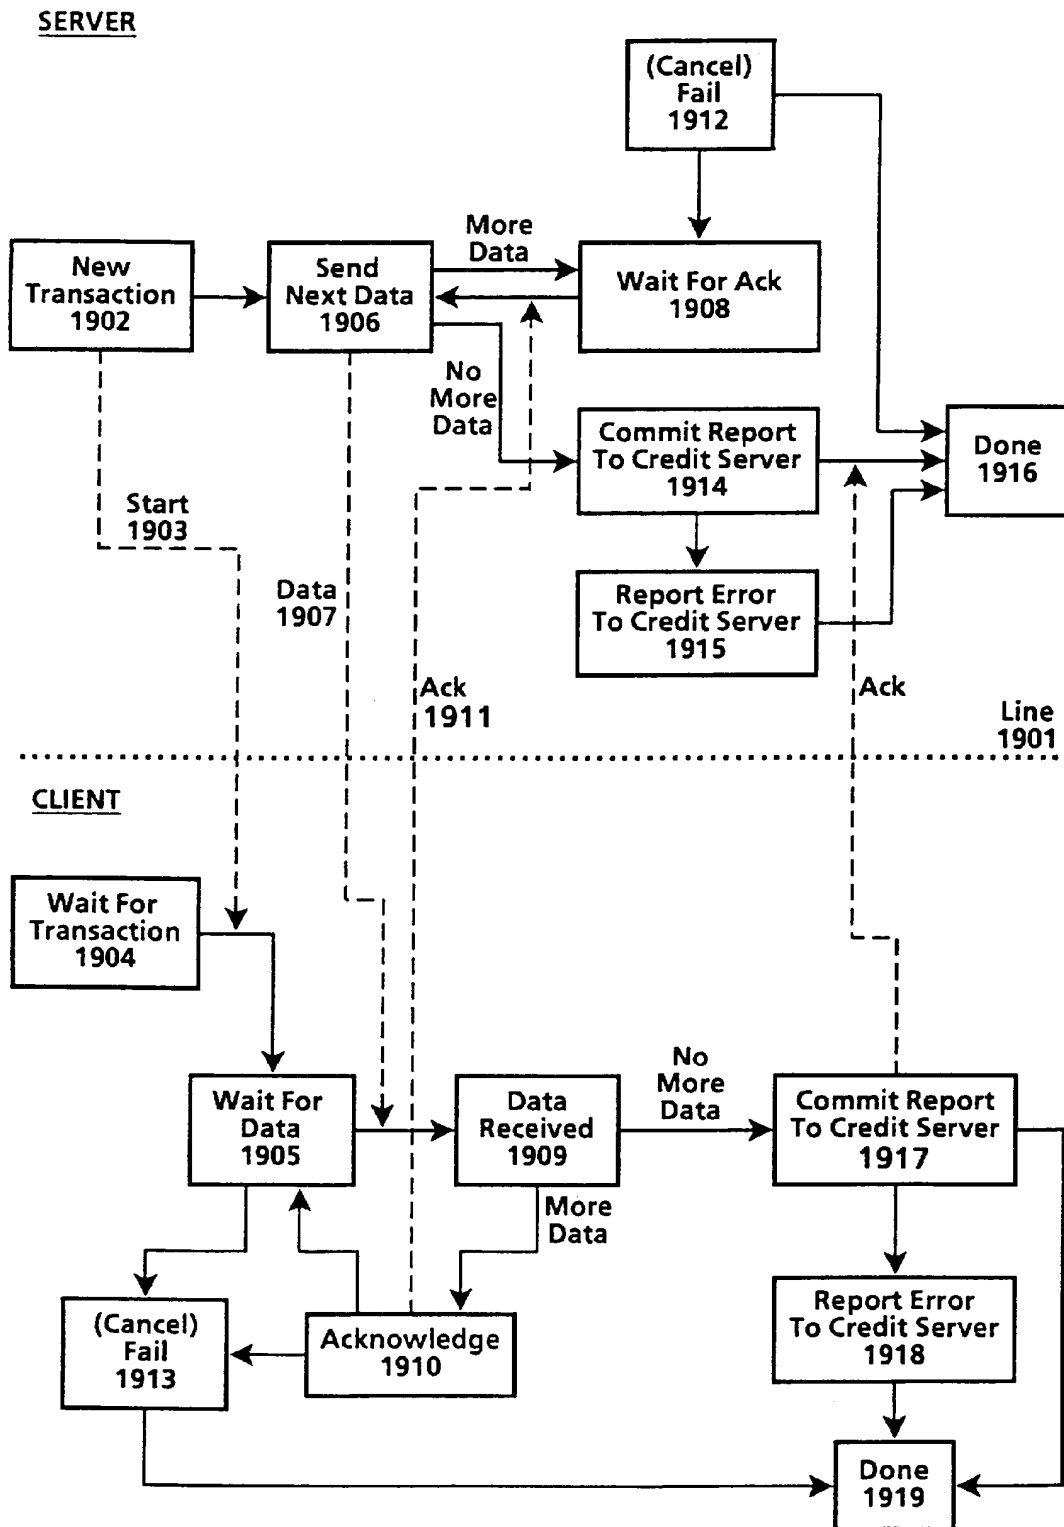 SERVER
(Cancel)
Fail
1912
New
Transaction
1902
Send
Next Data
1906
More
Data
Wait For Ack
1908
No
More
Data
Commit Report
To Credit Server
1914
Done
1916
Start
1903
Data
1907
Report Error
To Credit Server
1915
Ack
1911
Ack
Line
1901
CLIENT
Wait For
Transaction
1904
Wait For
Data
1905
Data
Received
1909
No
More
Data
Commit Report
To Credit Server
1917
More
Data
(Cancel)
Fail
1913
Acknowledge
1910
Report Error
To Credit Server
1918
Done
1919